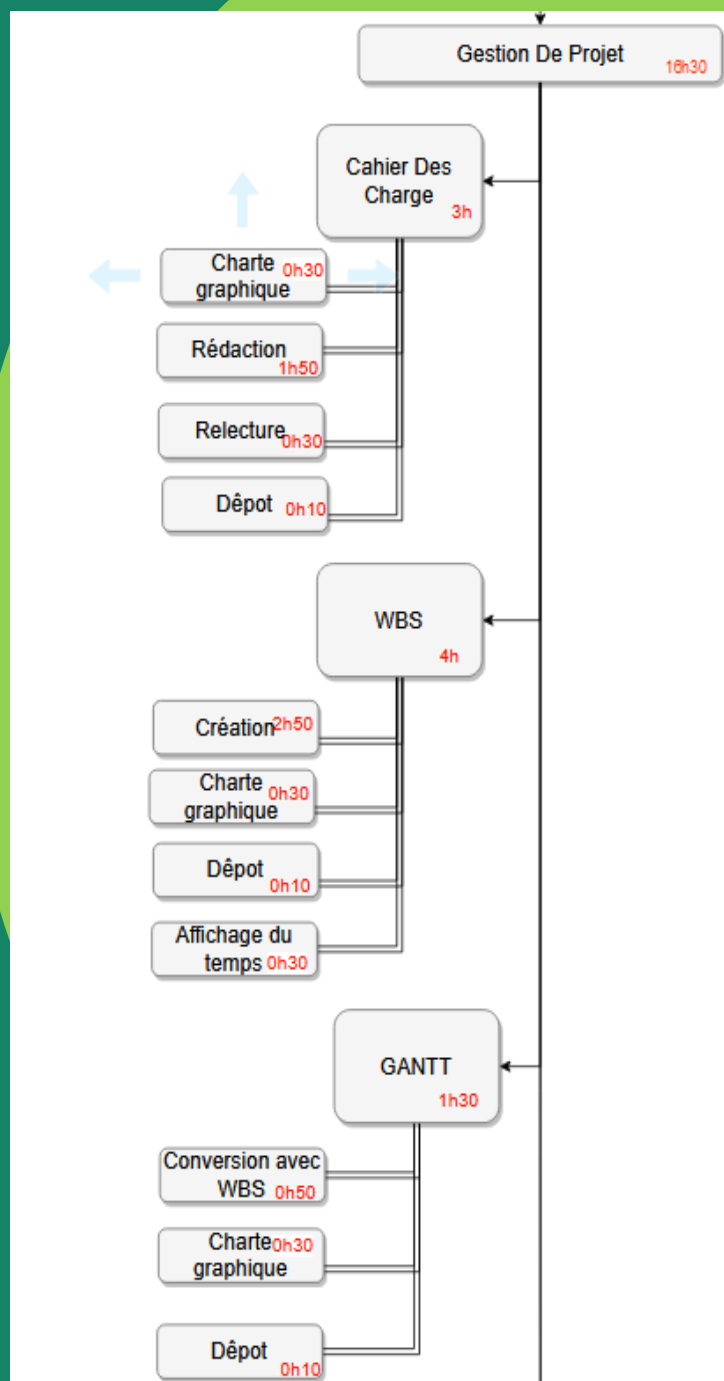 Gestion De Projet
16h30
Cahier Des
Charge
3h
Charte 0h30
graphique
Rédaction
1h50
Relecture
0h30
Dêpot 0h10
WBS
4h
Création 2h50
Charte 0h30
graphique
Dêpot
0h10
Affichage du
temps 0h30
GANTT
1h30
Conversion avec
WBS 0h50
Charte 0h30
graphique
Dêpot
0h10